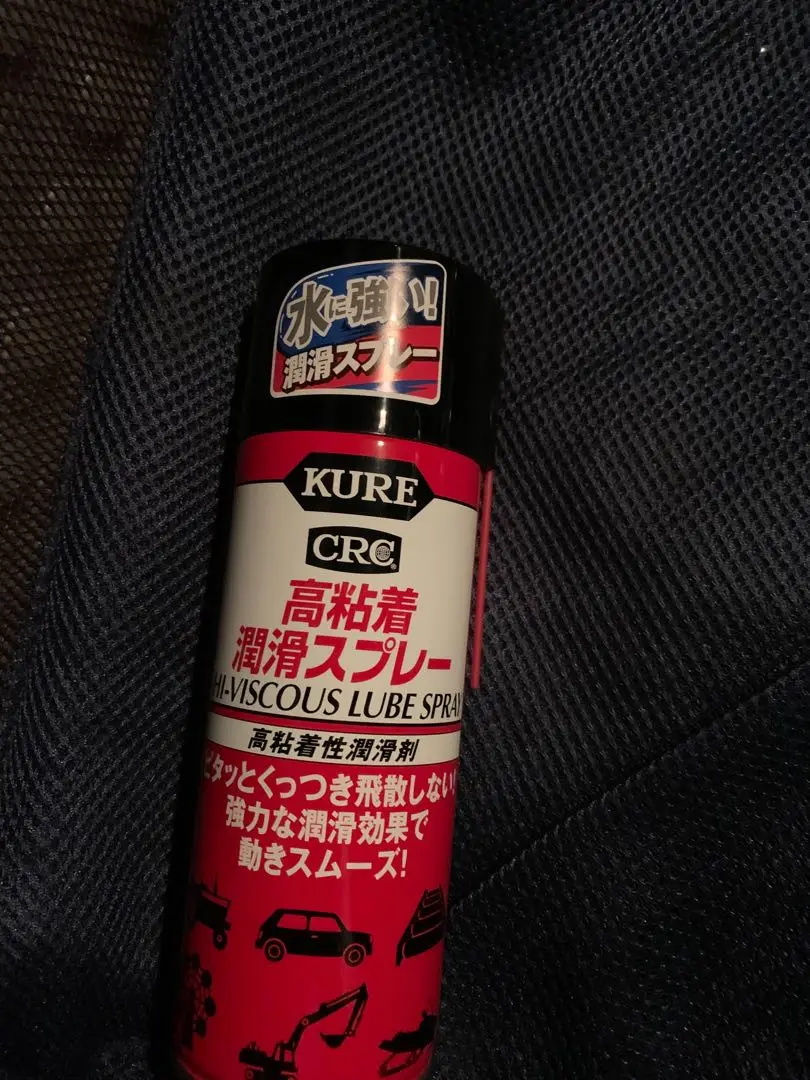 水に強い!
潤滑スプレー
KURE
CRC®
高粘着
潤滑スプレー
HI-VISCOUS LUBE SPRAY
高粘着性潤滑剤
ピタッとくっつき飛散しない!
強力な潤滑効果で
動きスムーズ!